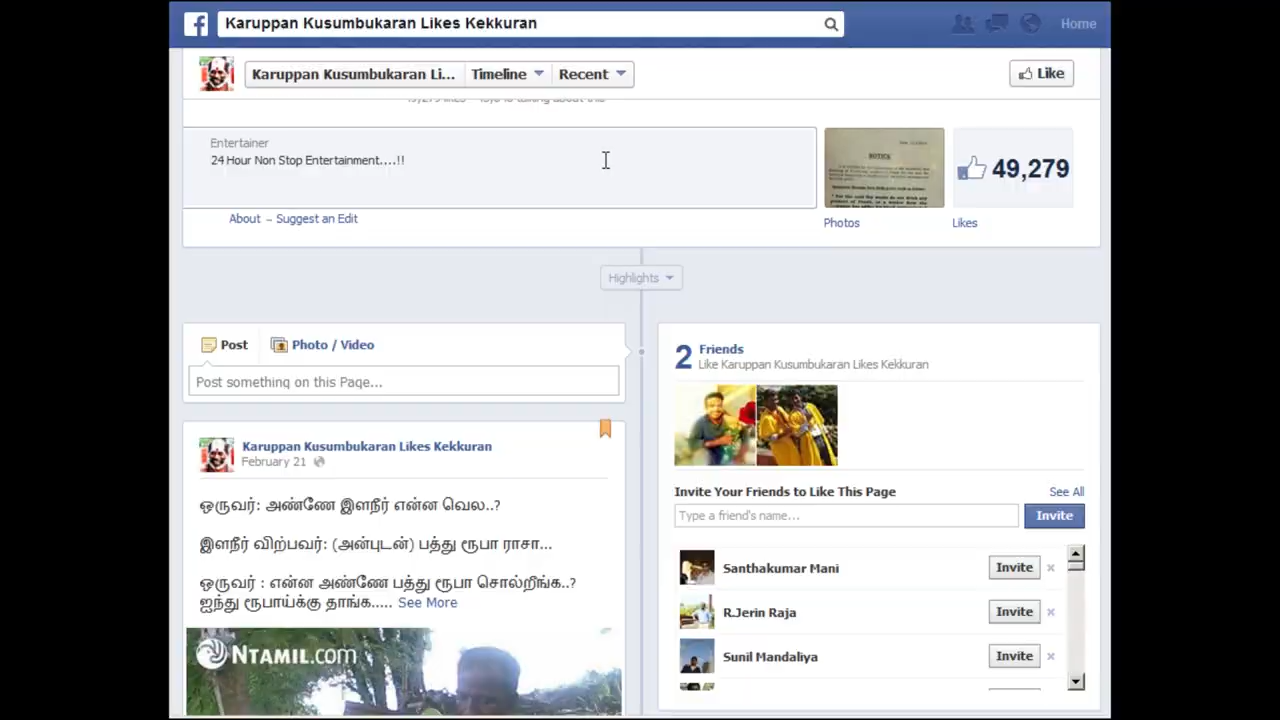 Karuppan Kusumbukaran Likes Kekkuran
Home
Karuppan Kusumbukaran Li... Timeline Recent
Like
Entertainer
24 Hour Non Stop Entertainment....!!
NOTICE
49,279
About – Suggest an Edit
Photos
Likes
Highlights
Post Photo / Video
Post something on this Page...
2 Friends
Like Karuppan Kusumbukaran Likes Kekkuran
Karuppan Kusumbukaran Likes Kekkuran
February 21
ஒருவர்: அண்ணே இளநீர் என்ன வெல..?
இளநீர் விற்பவர்: (அன்புடன்) பத்து ரூபா ராசா...
ஒருவர் : என்ன அண்ணே பத்து ரூபா சொல்றீங்க..?
ஐந்து ரூபாய்க்கு தாங்க..... See More
NTAMIL.com
Invite Your Friends to Like This Page See All
Type a friend's name... Invite
Santhakumar Mani Invite
R.Jerin Raja Invite
Sunil Mandaliya Invite